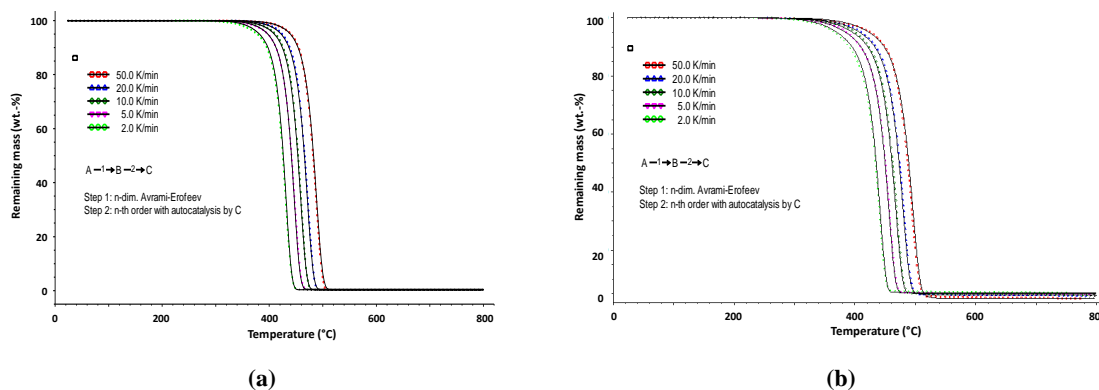 100
80
60
40
20
0
Remaining mass (wt.-%)
50.0 K/min
20.0 K/min
10.0 K/min
5.0 K/min
2.0 K/min
A 1 B 2 C
Step 1: n-dim. Avrami-Erofeev
Step 2: n-th order with autocatalysis by C
0 200 400 600 800
Temperature (°C)
(a)
100
80
60
40
20
0
Remaining mass (wt.-%)
50.0 K/min
20.0 K/min
10.0 K/min
5.0 K/min
2.0 K/min
A 1 B 2 C
Step 1: n-dim. Avrami-Erofeev
Step 2: n-th order with autocatalysis by C
0 200 400 600 80
Temperature (°C)
(b)